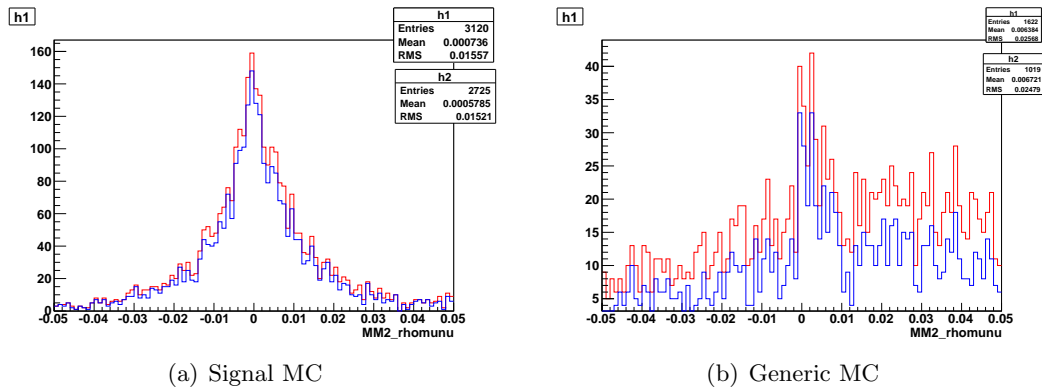 h1
h1
Entries 3120
Mean 0.000736
RMS 0.01557
h2
Entries 2725
Mean 0.0005785
RMS 0.01521
160
140
120
100
80
60
40
20
0
-0.05 -0.04 -0.03 -0.02 -0.01 0 0.01 0.02 0.03 0.04 0.05
MM2_rhomunu
(a) Signal MC
h1
h1
Entries 1622
Mean 0.006384
RMS 0.02568
h2
Entries 1019
Mean 0.006721
RMS 0.02479
40
35
30
25
20
15
10
5
-0.05 -0.04 -0.03 -0.02 -0.01 0 0.01 0.02 0.03 0.04 0.05
MM2_rhomunu
(b) Generic MC